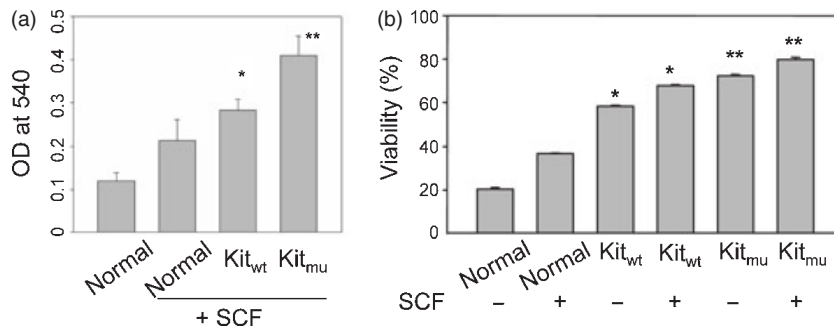 (a)
OD at 540
0.5
0.4
0.3
0.2
0.1
0
*
**
Normal
Normal
Kitwt
Kitmu
+ SCF
(b)
Viability (%)
100
80
60
40
20
0
*
*
**
**
Normal
Normal
Kitwt
Kitwt
Kitmu
Kitmu
SCF – + – + – +